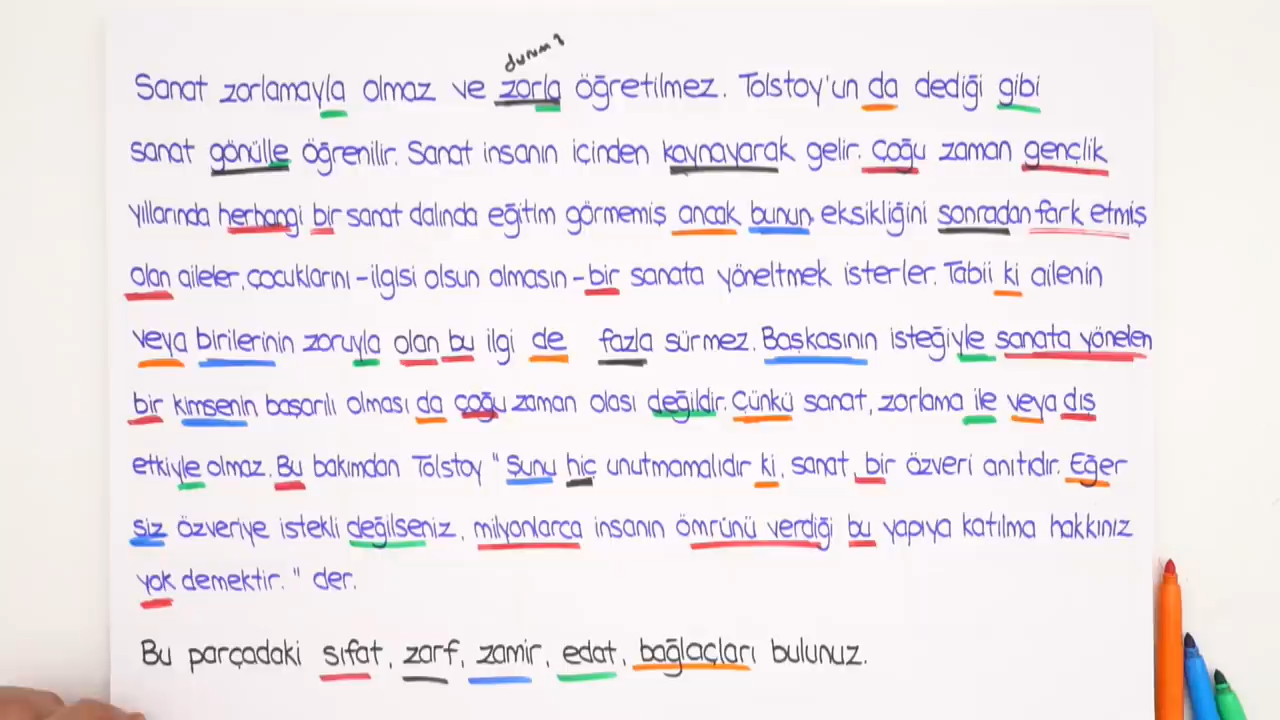 durum ?
Sanat zorlamayla olmaz ve zorla öğretilmez. Tolstoy'un da dediği gibi
sanat gönülle öğrenilir. Sanat insanın içinden kaynayarak gelir. Çoğu zaman gençlik
yıllarında herhangi bir sanat dalında eğitim görmemiş ancak bunun eksikliğini sonradan fark etmiş
olan aileler, çocuklarını -ilgisi olsun olmasın- bir sanata yöneltmek isterler. Tabii ki ailenin
veya birilerinin zoruyla olan bu ilgi de fazla sürmez. Başkasının isteğiyle sanata yönelen
bir kimsenin başarılı olması da çoğu zaman olası değildir. Çünkü sanat, zorlama ile veya dış
etkiyle olmaz. Bu bakımdan Tolstoy "Şunu hiç unutmamalıdır ki, sanat, bir özveri anıtıdır. Eğer
siz özveriye istekli değilseniz, milyonlarca insanın ömrünü verdiği bu yapıya katılma hakkınız
yok demektir." der.
Bu parçadaki sıfat, zarf, zamir, edat, bağlaçları bulunuz.